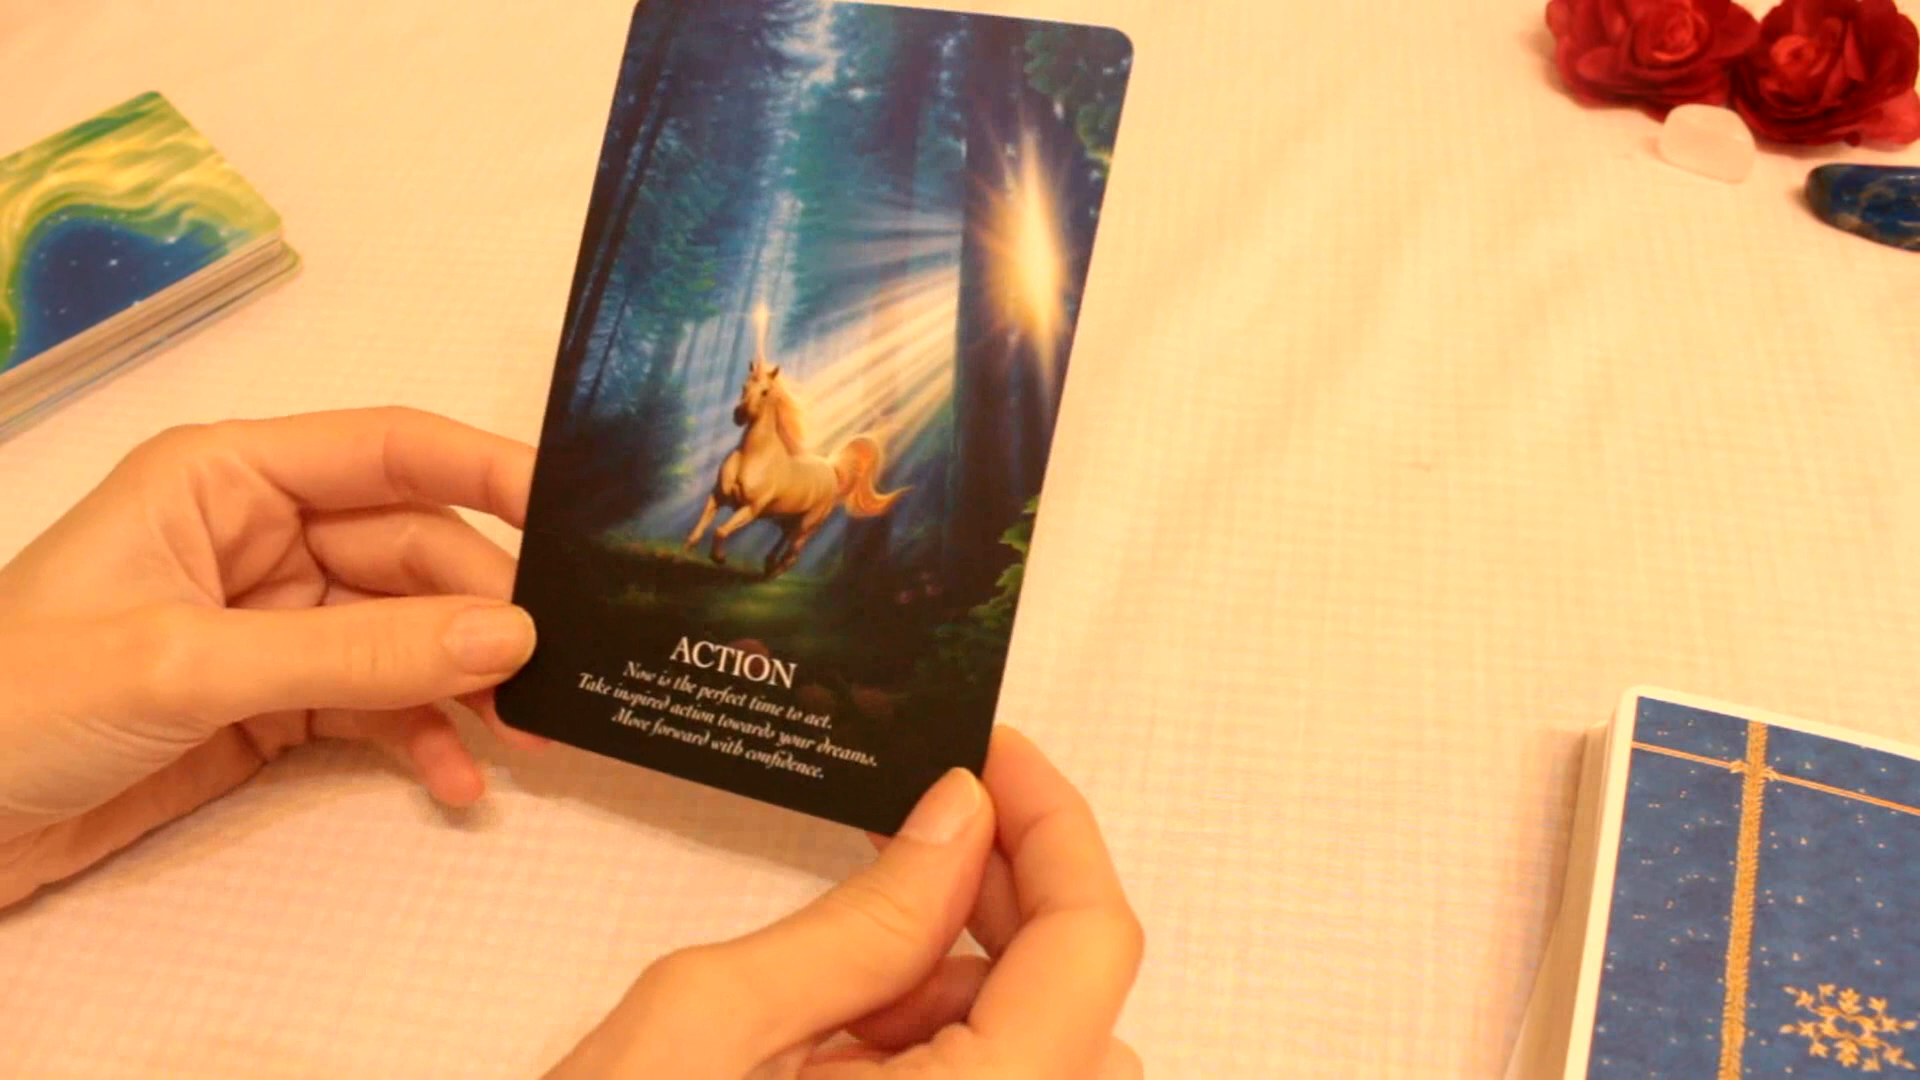 ACTION
Now is the perfect time to act.
Take inspired action towards your dreams.
Move forward with confidence.